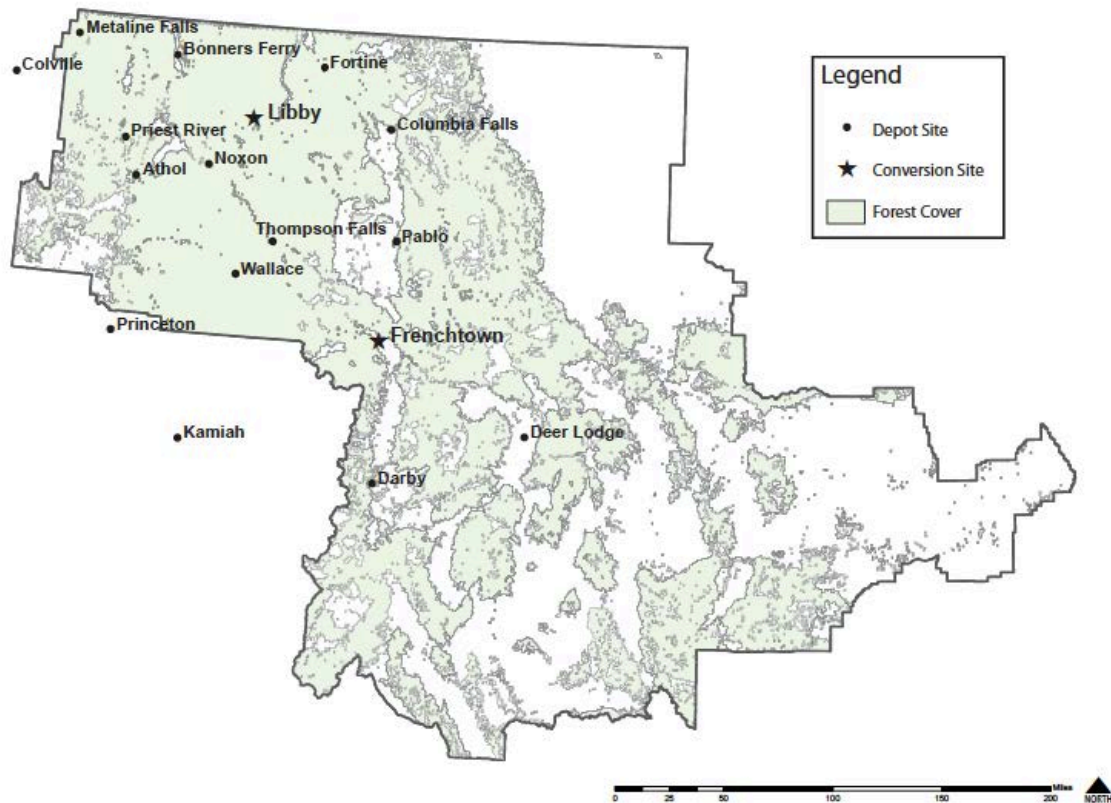 Metaline Falls
Bonners Ferry
Colville
Fortine
Libby
Columbia Falls
Priest River
Noxon
Athol
Thompson Falls
Pablo
Wallace
Princeton
Frenchtown
Kamiah
Deer Lodge
Darby
Legend
Depot Site
Conversion Site
Forest Cover
Miles
0 25 50 100 150 200
NORTH